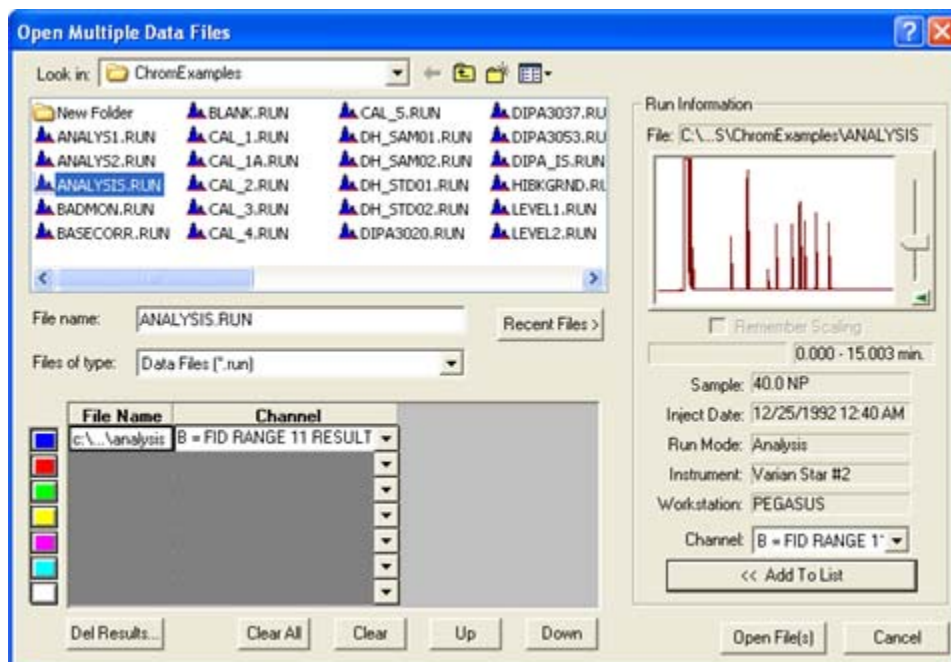 Open Multiple Data Files
Look in: ChromExamples
New Folder
ANALYS1.RUN
ANALYS2.RUN
ANALYSIS.RUN
BADMON.RUN
BASECORR.RUN
BLANK.RUN
CAL_1.RUN
CAL_1A.RUN
CAL_2.RUN
CAL_3.RUN
CAL_4.RUN
CAL_5.RUN
DH_SAM01.RUN
DH_SAM02.RUN
DH_STD01.RUN
DH_STD02.RUN
DIPA3020.RUN
DIPA3037.RU
DIPA3053.RU
DIPA_IS.RUN
HIBKGRND.RU
LEVEL1.RUN
LEVEL2.RUN
File name: ANALYSIS.RUN
Recent Files >
Files of type: Data Files (*.run)
File Name Channel
c:\...\analysis B = FID RANGE 11 RESULT
Del Results... Clear All Clear Up Down
Run Information
File: C:\...S\ChromExamples\ANALYSIS
Remember Scaling
0.000 - 15.003 min.
Sample: 40.0 NP
Inject Date: 12/25/1992 12:40 AM
Run Mode: Analysis
Instrument: Varian Star #2
Workstation: PEGASUS
Channel: B = FID RANGE 1
<< Add To List
Open File(s) Cancel